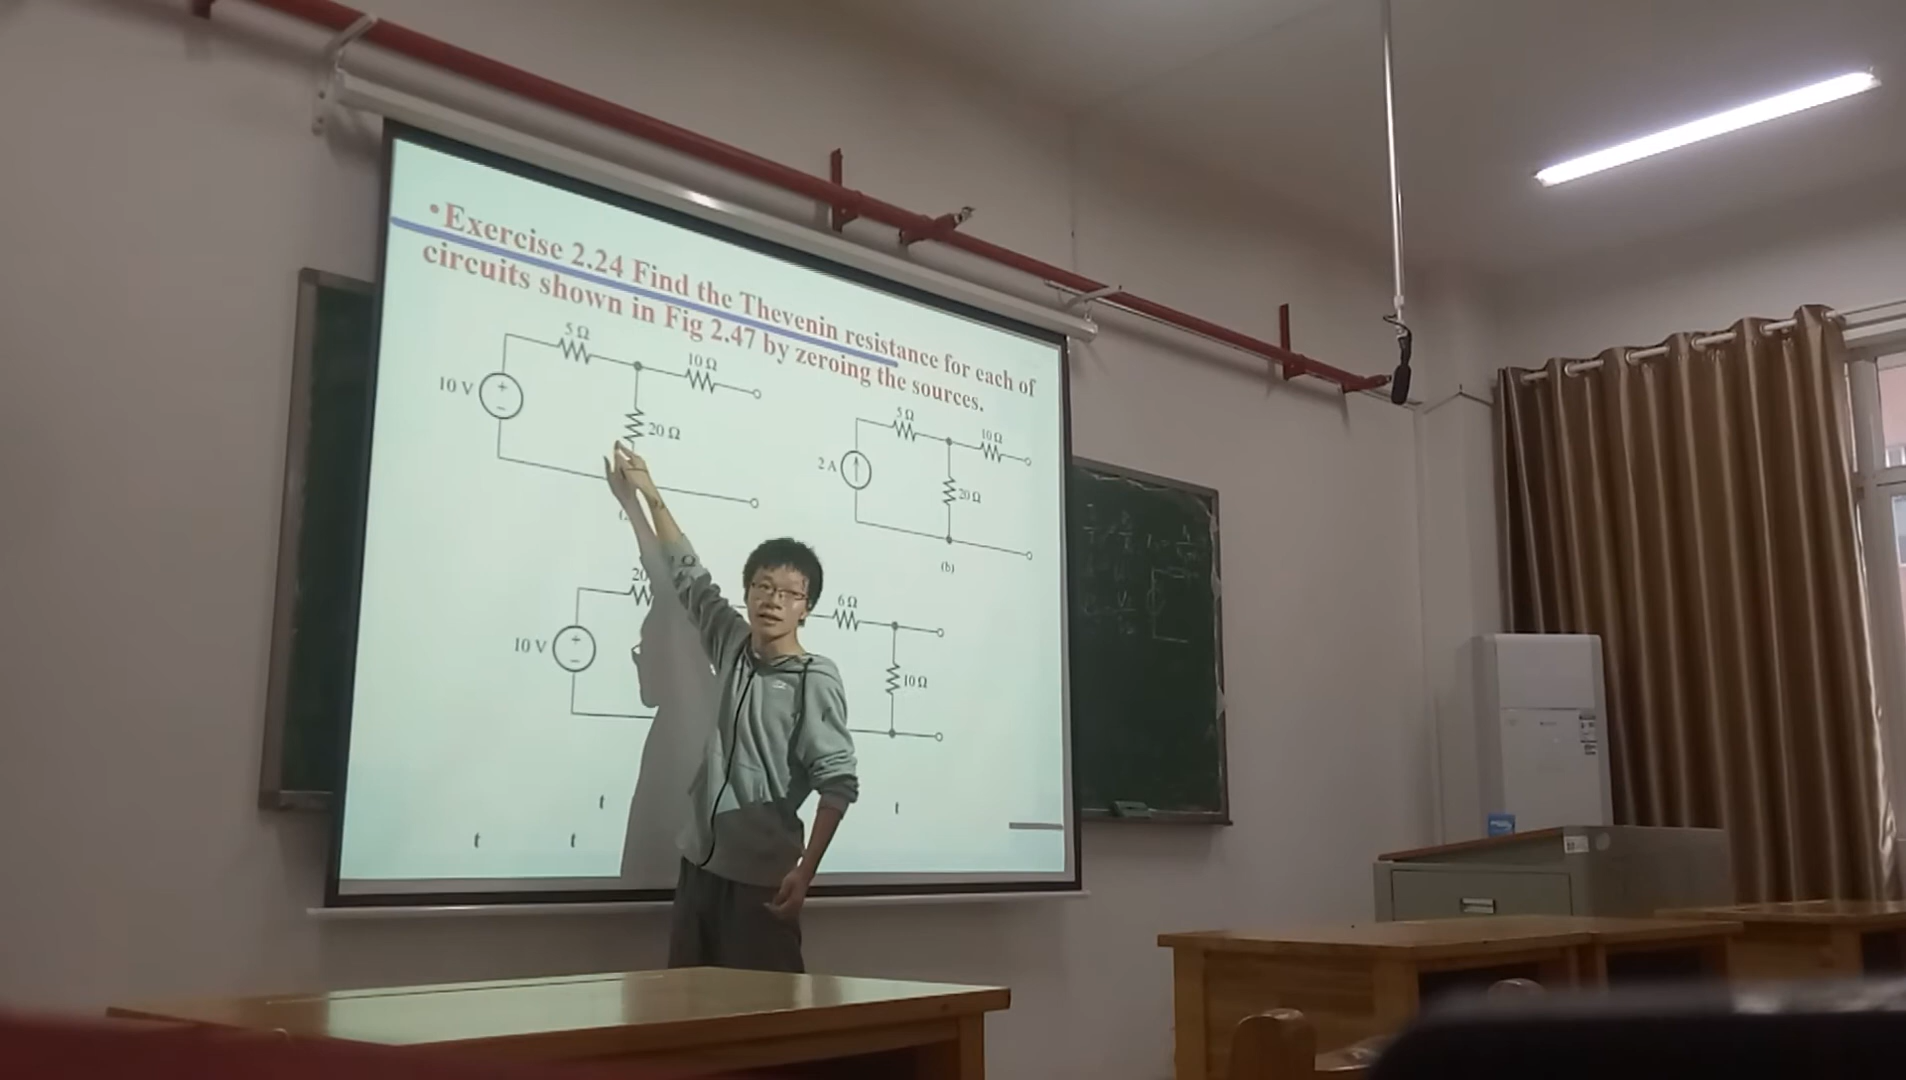 •Exercise 2.24 Find the Thevenin resistance for each of
circuits shown in Fig 2.47 by zeroing the sources.
5 Ω
10 Ω
10 V
+
−
20 Ω
5 Ω
10 Ω
2 A
20 Ω
(b)
20
Ω
6 Ω
10 V
+
−
10 Ω
t
t
t
t